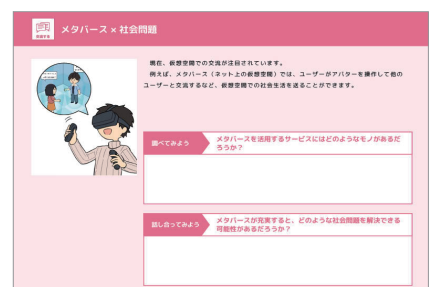 メタバース × 社会問題
現在、仮想空間での交流が注目されています。
例えば、メタバース（ネット上の仮想空間）では、ユーザーがアバターを操作して他の
ユーザーと交流するなど、仮想空間での社会生活を送ることができます。
調べてみよう
メタバースを活用するサービスにはどのようなモノがあるだ
ろうか？
話し合ってみよう
メタバースが充実すると、どのような社会問題を解決できる
可能性があるだろうか？